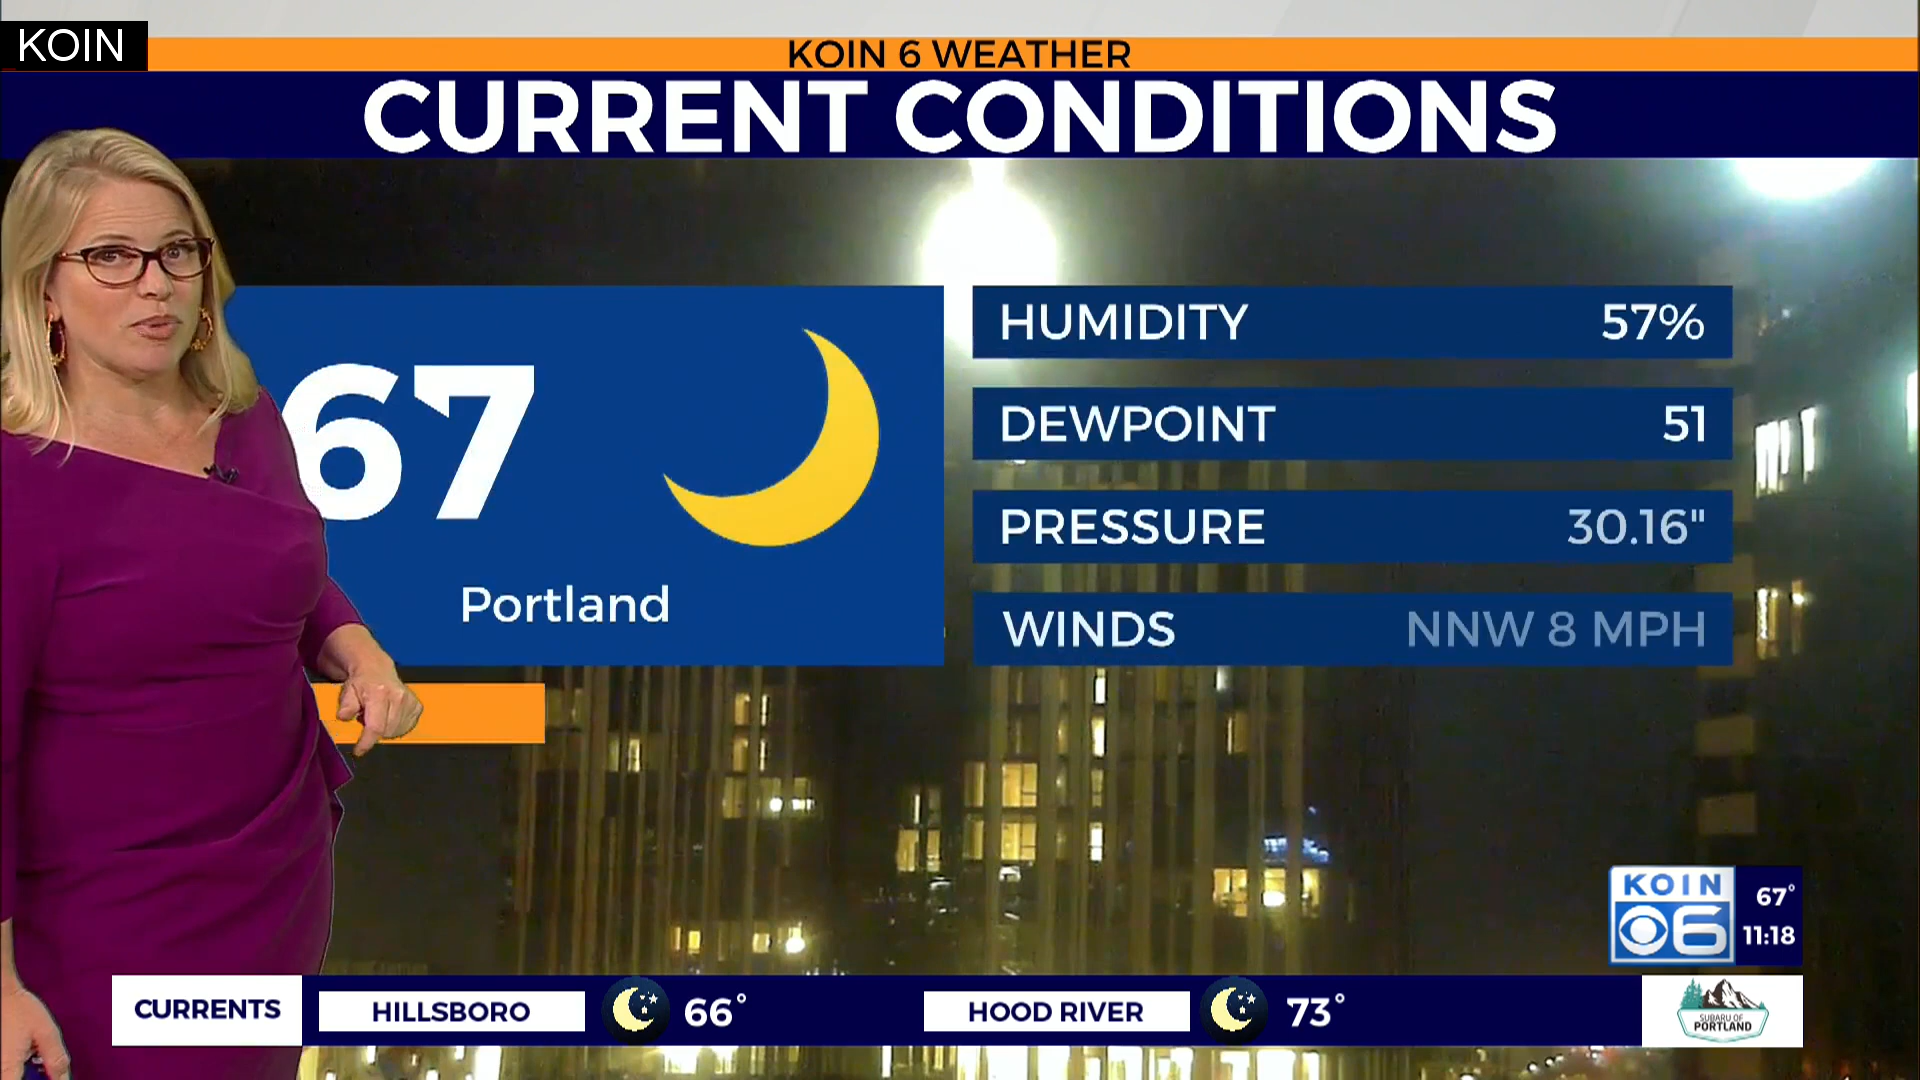 KOIN
KOIN 6 WEATHER
CURRENT CONDITIONS
67
Portland
HUMIDITY 57%
DEWPOINT 51
PRESSURE 30.16"
WINDS NNW 8 MPH
KOIN
6
67°
11:18
CURRENTS
HILLSBORO 66°
HOOD RIVER 73°
SUBARU OF
PORTLAND